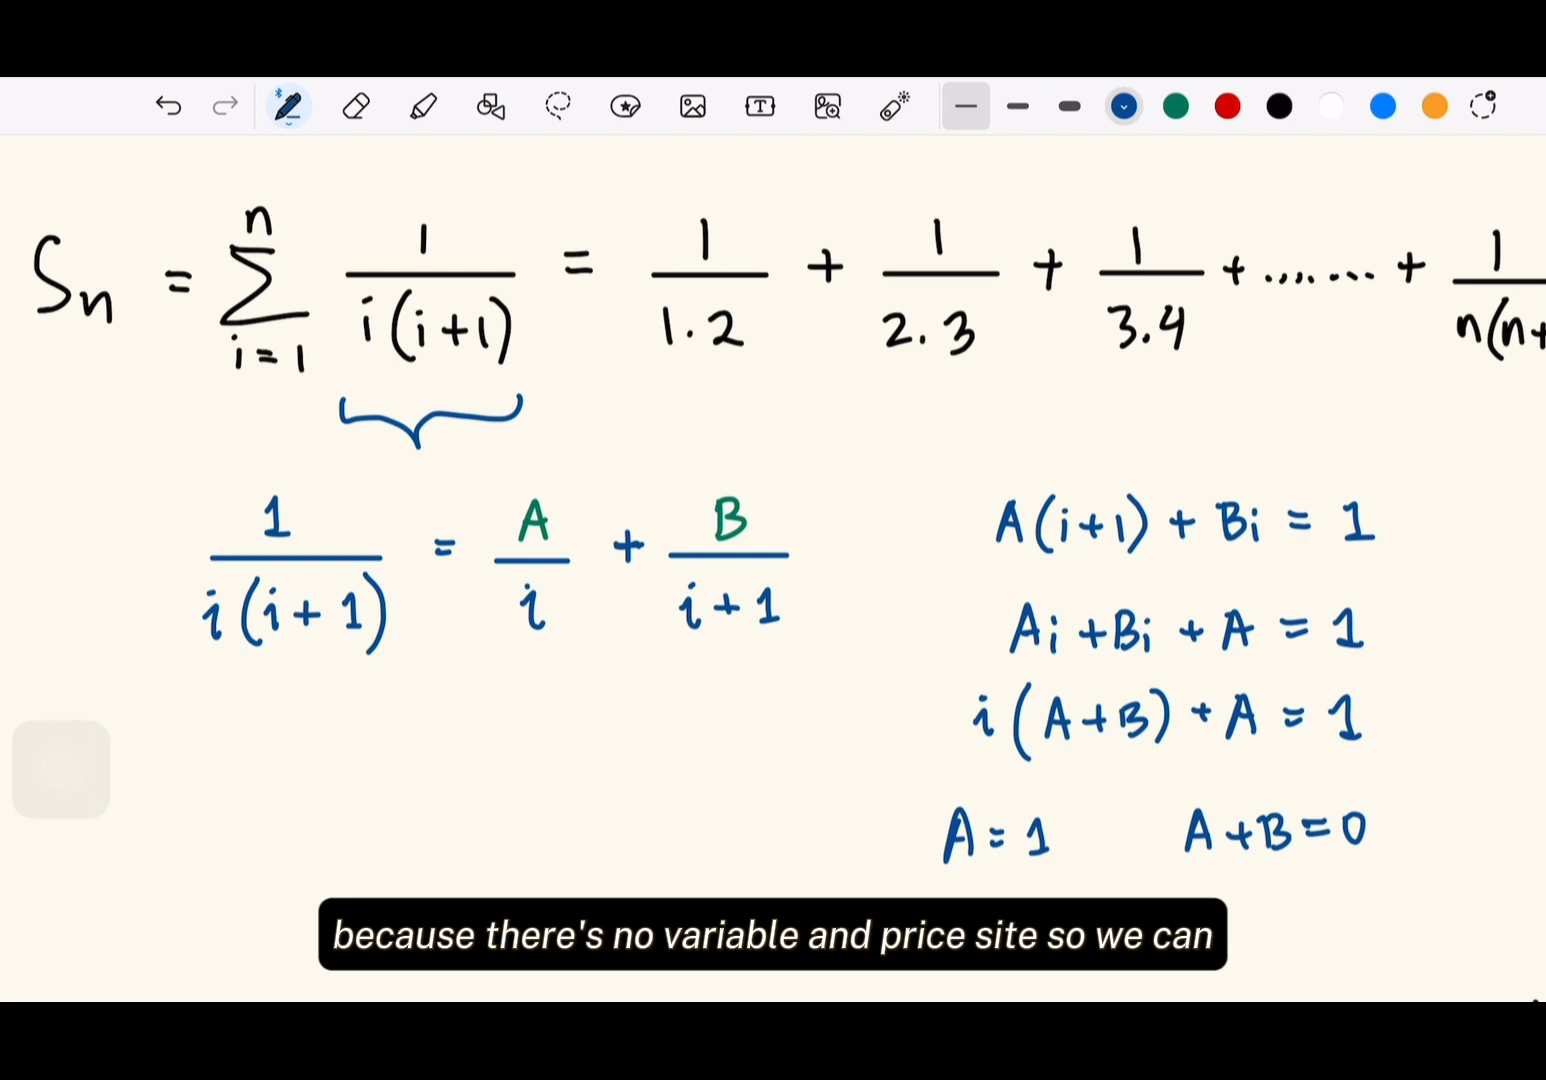 Sn = n ∑ i = 1 1/i(i+1) = 1/1.2 + 1/2.3 + 1/3.4 + ....... + 1/n(n+
1/i(i+1) = A/i + B/i+1
A(i+1) + Bi = 1
Ai + Bi + A = 1
i(A+B) + A = 1
A = 1 A+B=0
because there's no variable and price site so we can